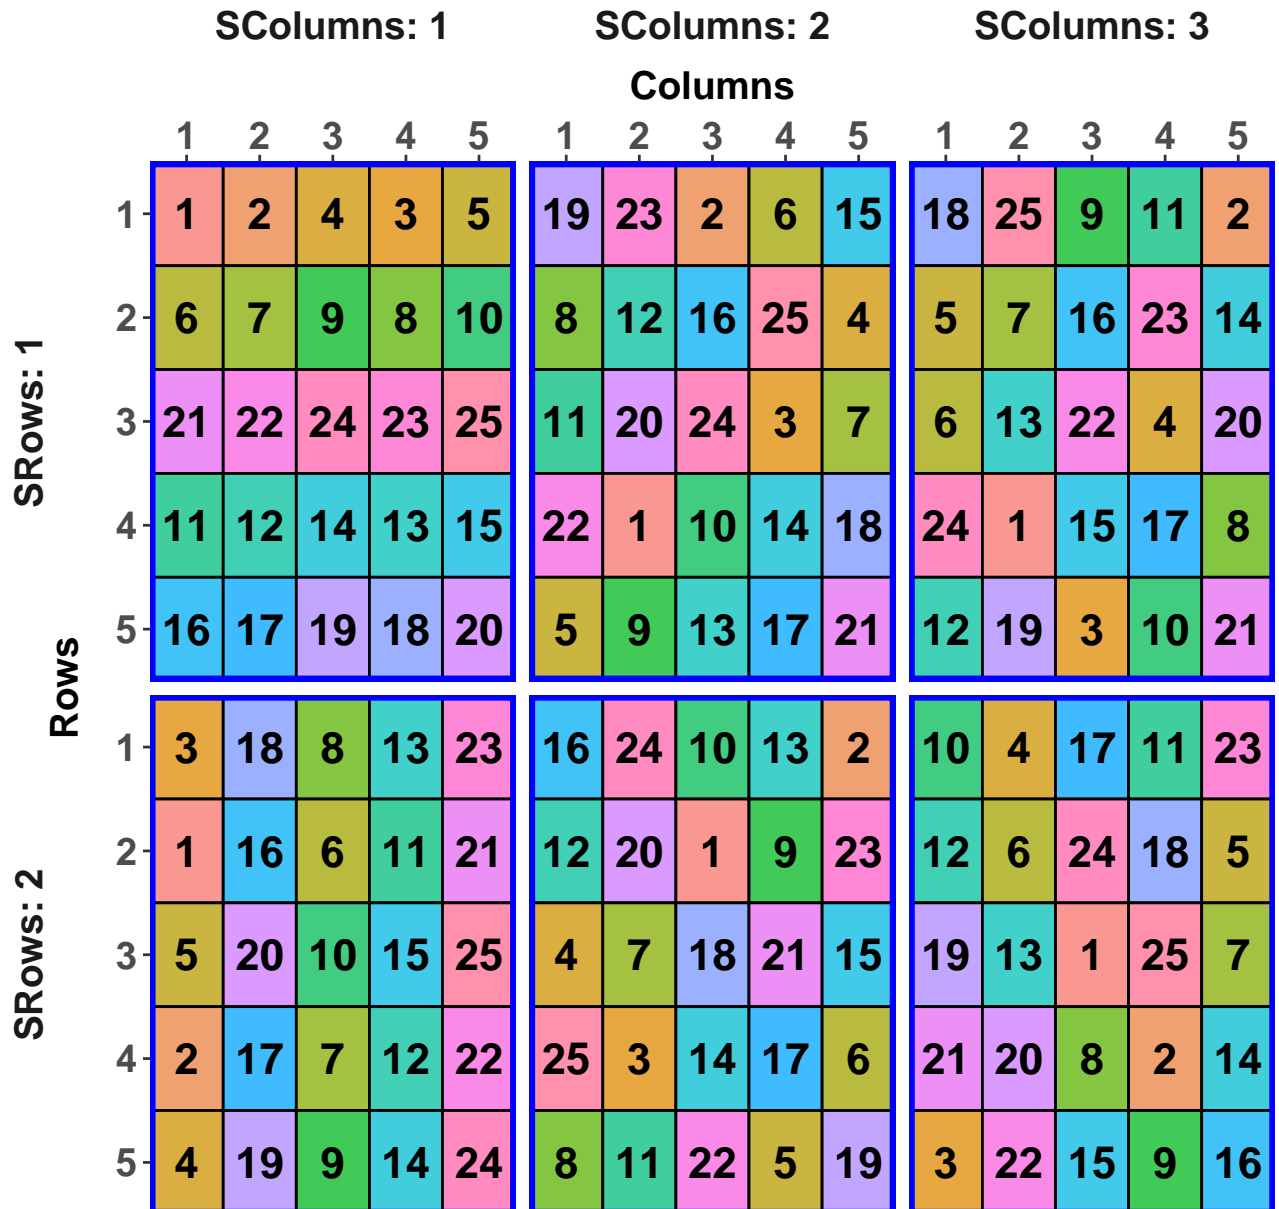 SColumns: 1 SColumns: 2 SColumns: 3
Columns
1 2 3 4 5 1 2 3 4 5 1 2 3 4 5
SRows: 1
1 1 2 4 3 5 19 23 2 6 15 18 25 9 11 2
2 6 7 9 8 10 8 12 16 25 4 5 7 16 23 14
3 21 22 24 23 25 11 20 24 3 7 6 13 22 4 20
4 11 12 14 13 15 22 1 10 14 18 24 1 15 17 8
5 16 17 19 18 20 5 9 13 17 21 12 19 3 10 21
Rows
SRows: 2
1 3 18 8 13 23 16 24 10 13 2 10 4 17 11 23
2 1 16 6 11 21 12 20 1 9 23 12 6 24 18 5
3 5 20 10 15 25 4 7 18 21 15 19 13 1 25 7
4 2 17 7 12 22 25 3 14 17 6 21 20 8 2 14
5 4 19 9 14 24 8 11 22 5 19 3 22 15 9 16